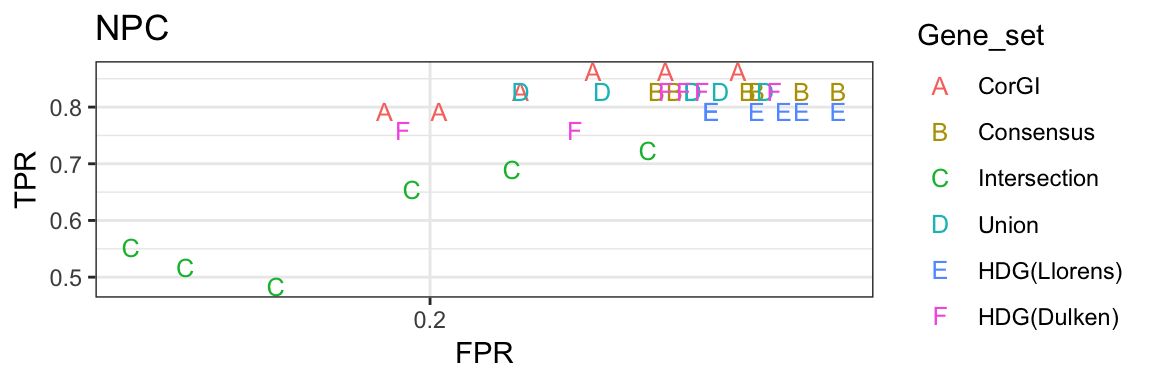 NPC
TPR
0.8
0.7
0.6
0.5
0.2
FPR
A A A A A A
B B B B B B
C C C C C C
D D D D D
E E E E E
F F F F F F
Gene_set
A CorGI
B Consensus
C Intersection
D Union
E HDG(Llorens)
F HDG(Dulken)